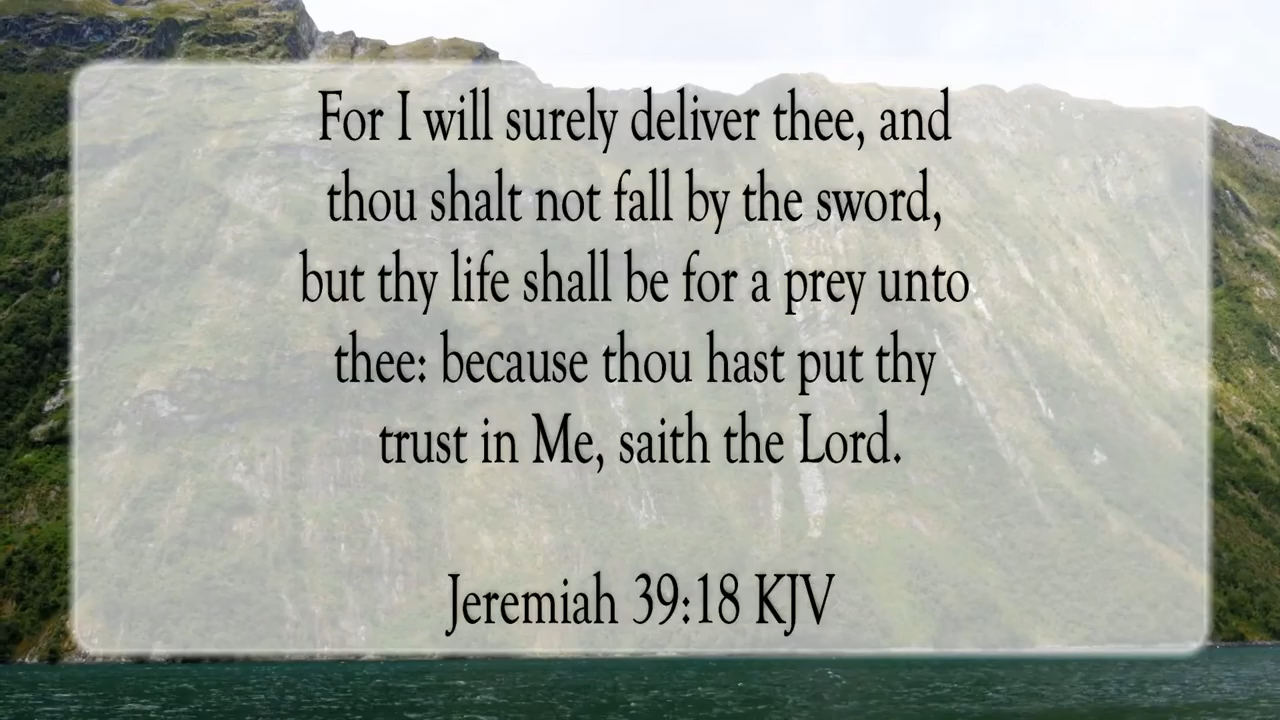 For I will surely deliver thee, and
thou shalt not fall by the sword,
but thy life shall be for a prey unto
thee: because thou hast put thy
trust in Me, saith the Lord.
Jeremiah 39:18 KJV